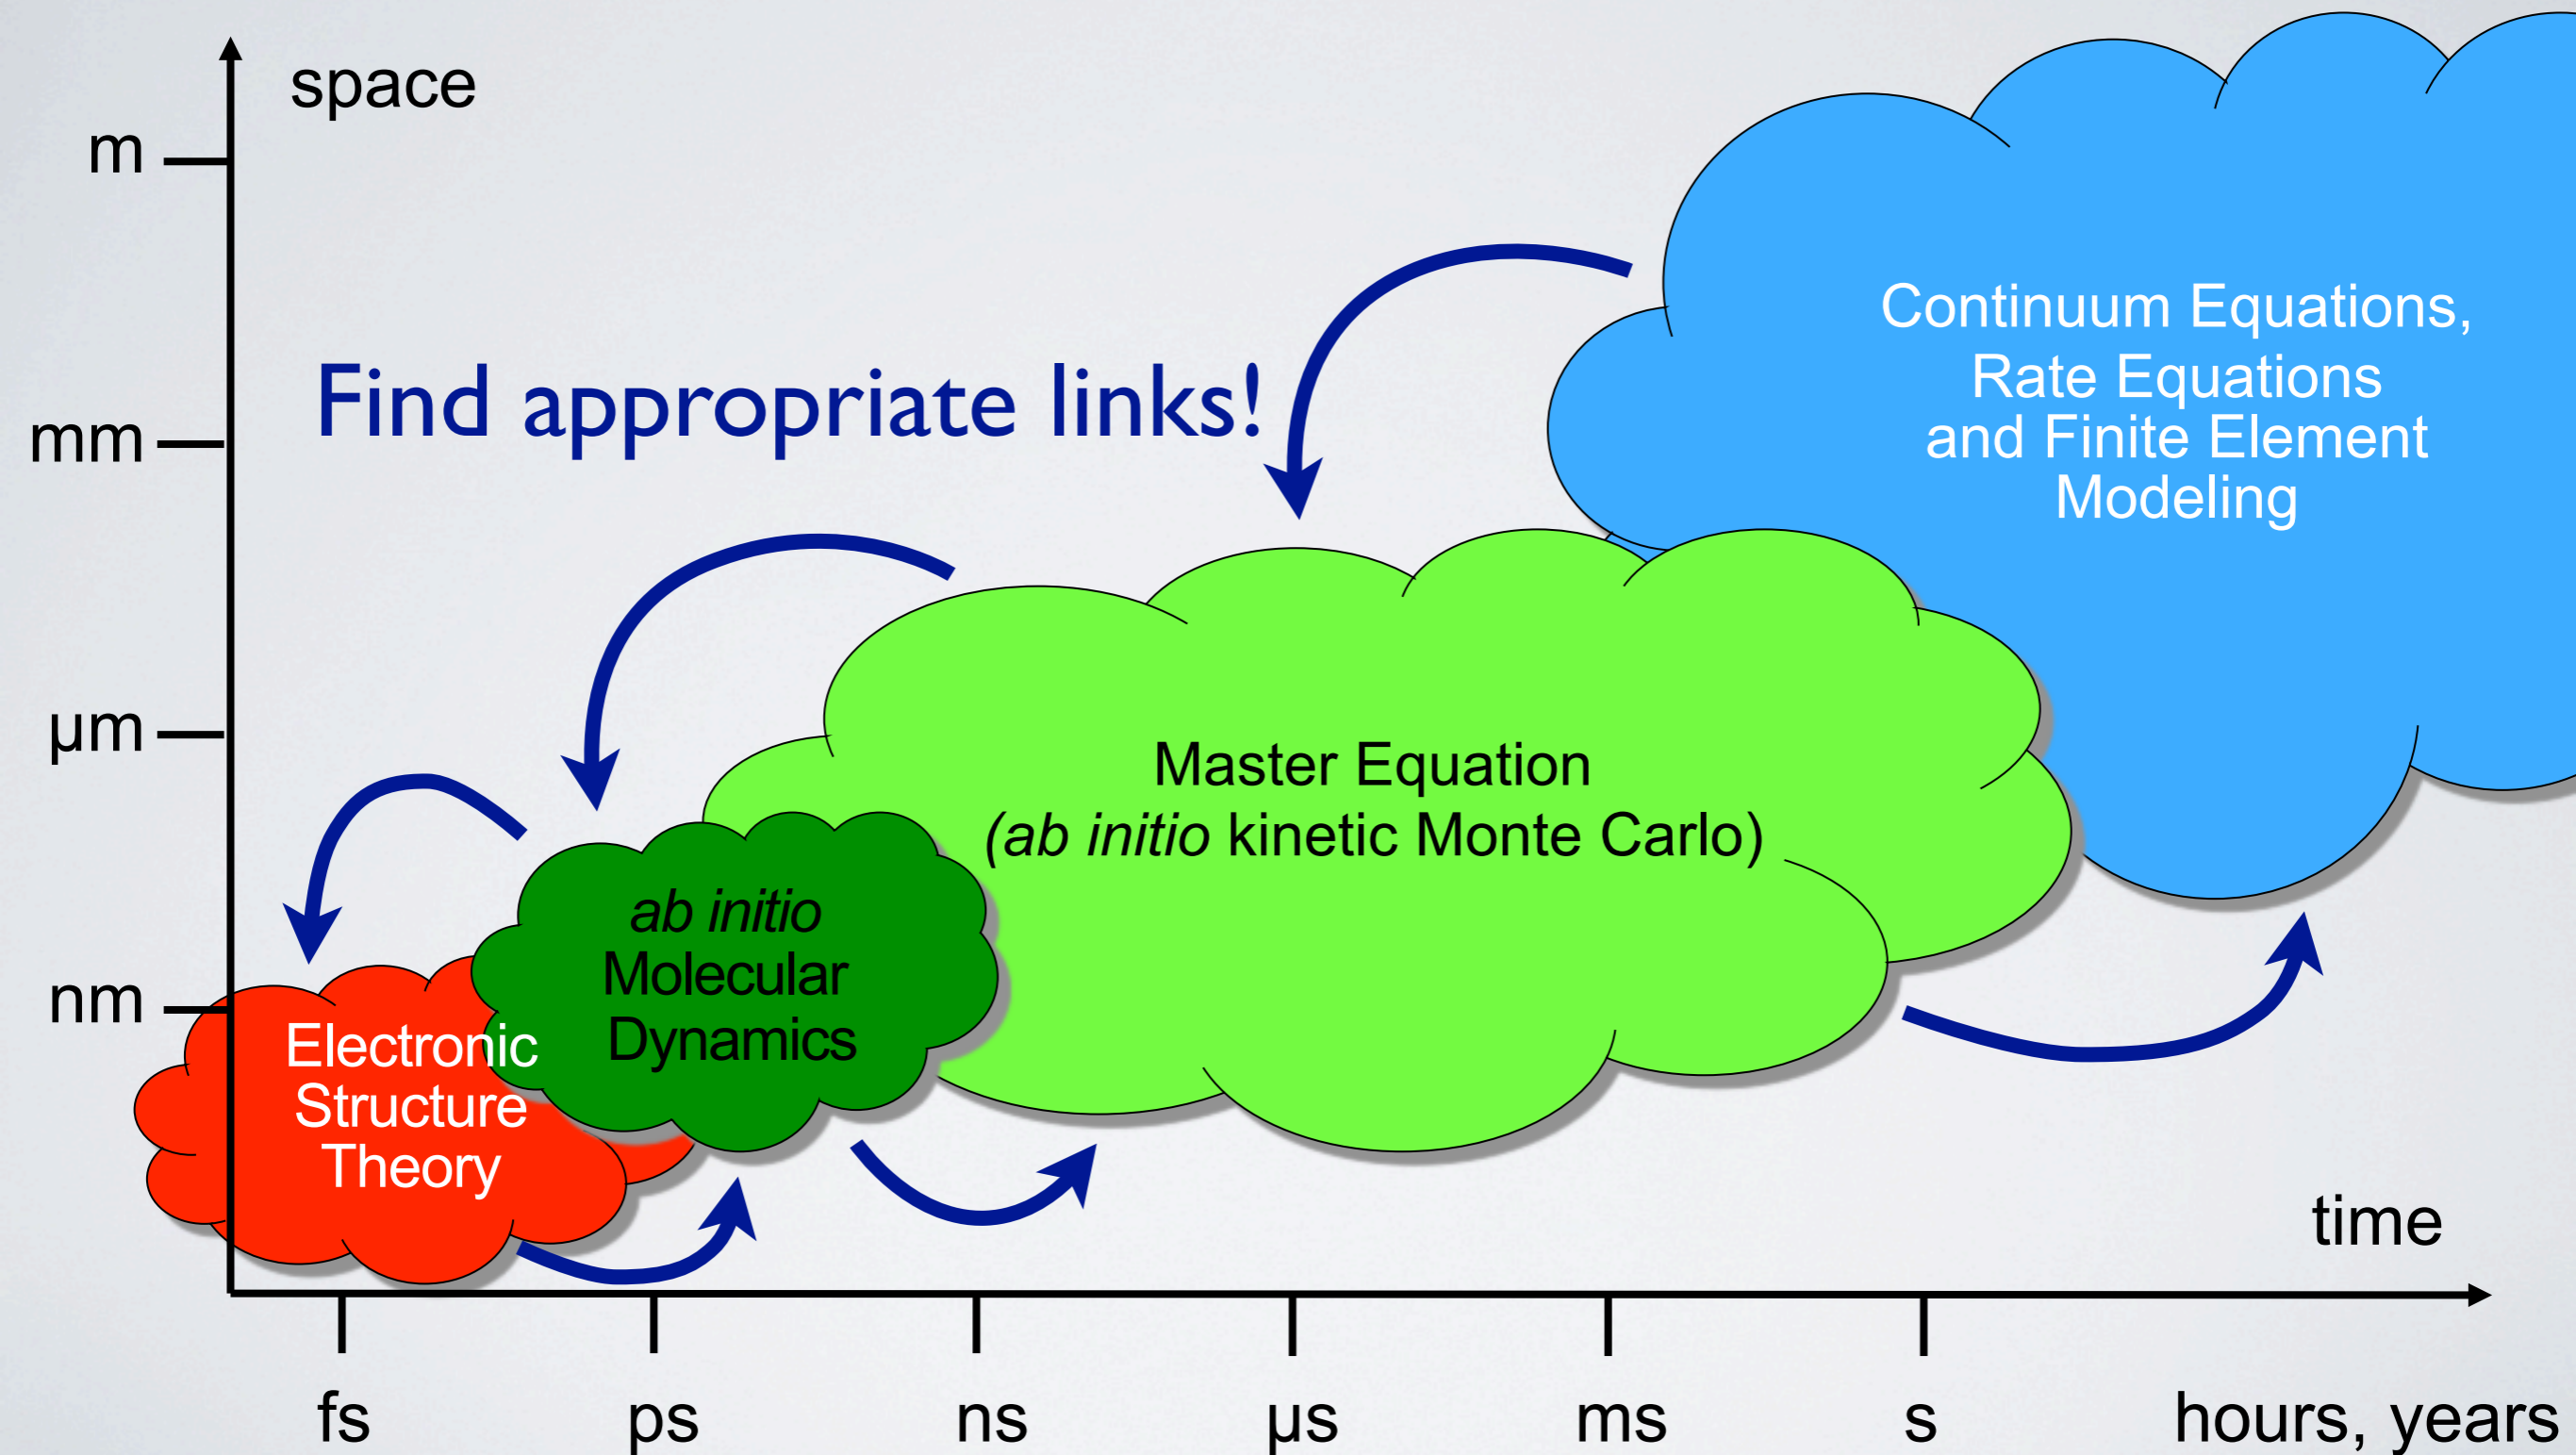 space
m
mm
µm
nm
Find appropriate links!
Continuum Equations,
Rate Equations
and Finite Element
Modeling
Master Equation
(ab initio kinetic Monte Carlo)
ab initio
Molecular
Dynamics
Electronic
Structure
Theory
time
fs
ps
ns
µs
ms
s
hours, years